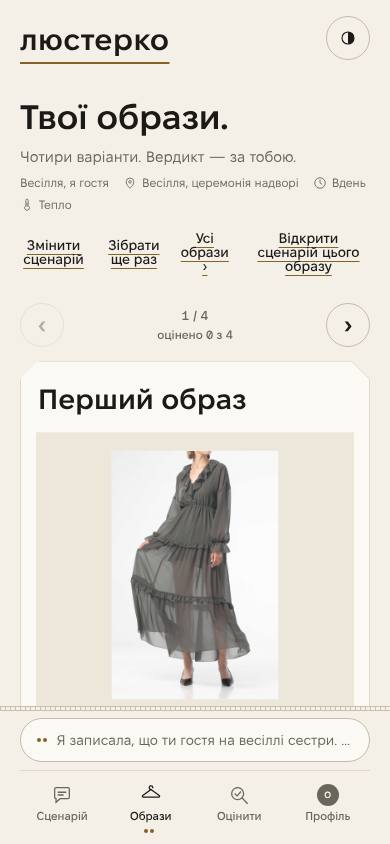 люстерко
Твої образи.
Чотири варіанти. Вердикт — за тобою.
Весілля, я гостя Весілля, церемонія надворі Вдень
Тепло
Змінити сценарій
Зібрати ще раз
Усі образи ›
Відкрити сценарій цього образу
‹ 1 / 4 ›
оцінено 0 з 4
Перший образ
Я записала, що ти гостя на весіллі сестри. ...
Сценарій Образи Оцінити О Профіль